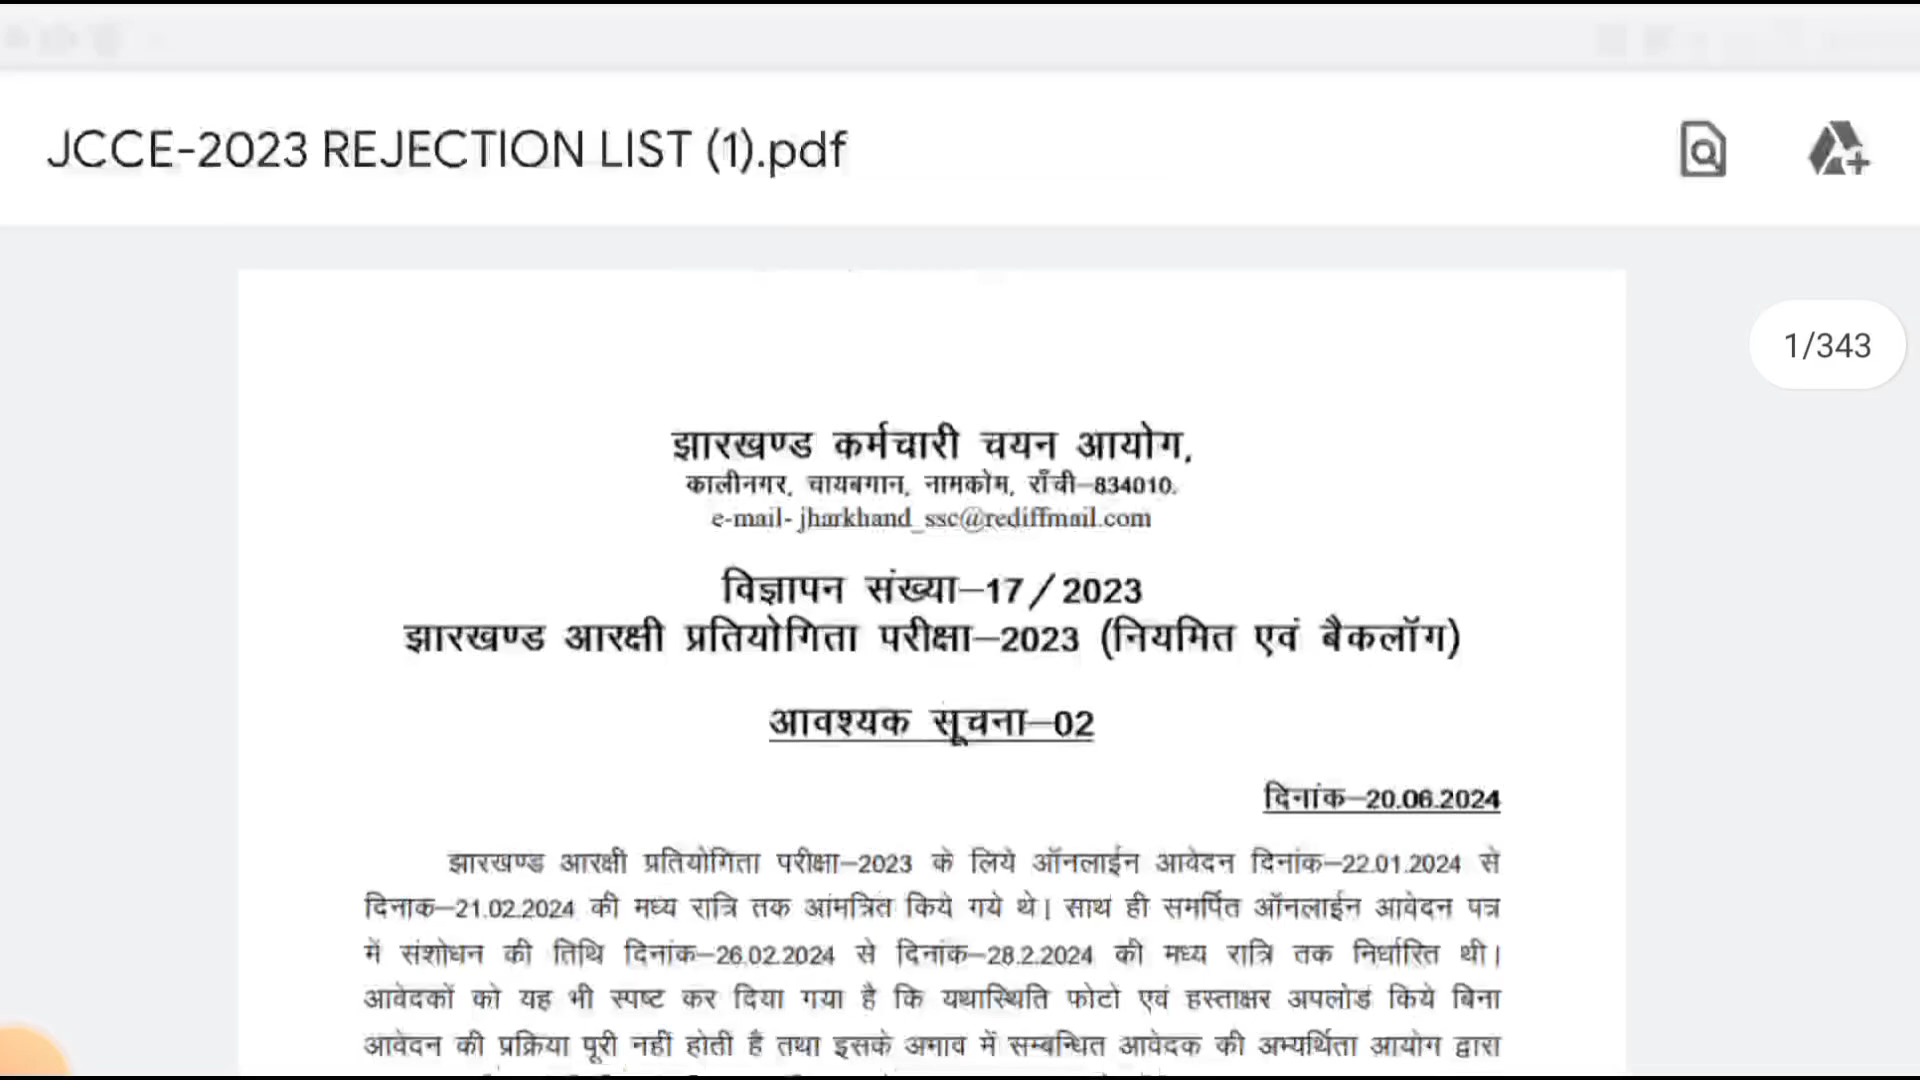 JCCE-2023 REJECTION LIST (1).pdf
1/343
झारखण्ड कर्मचारी चयन आयोग,
कालीनगर, चायबगान, नामकोम, राँची–834010.
e-mail- jharkhand_ssc@rediffmail.com
विज्ञापन संख्या–17/2023
झारखण्ड आरक्षी प्रतियोगिता परीक्षा–2023 (नियमित एवं बैकलॉग)
आवश्यक सूचना–02
दिनांक–20.06.2024
झारखण्ड आरक्षी प्रतियोगिता परीक्षा–2023 के लिये ऑनलाईन आवेदन दिनांक–22.01.2024 से
दिनाक–21.02.2024 की मध्य रात्रि तक आंमत्रित किये गये थे। साथ ही समर्पित ऑनलाईन आवेदन पत्र
में संशोधन की तिथि दिनांक–26.02.2024 से दिनांक–28.2.2024 की मध्य रात्रि तक निर्धारित थी।
आवेदकों को यह भी स्पष्ट कर दिया गया है कि यथास्थिति फोटो एवं हस्ताक्षर अपलोड किये बिना
आवेदन की प्रक्रिया पूरी नहीं होती है तथा इसके अभाव में सम्बन्धित आवेदक की अभ्यर्थिता आयोग द्वारा